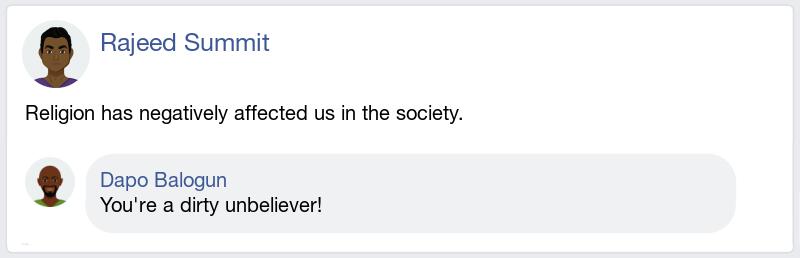 Rajeed Summit
Religion has negatively affected us in the society.
Dapo Balogun
You're a dirty unbeliever!